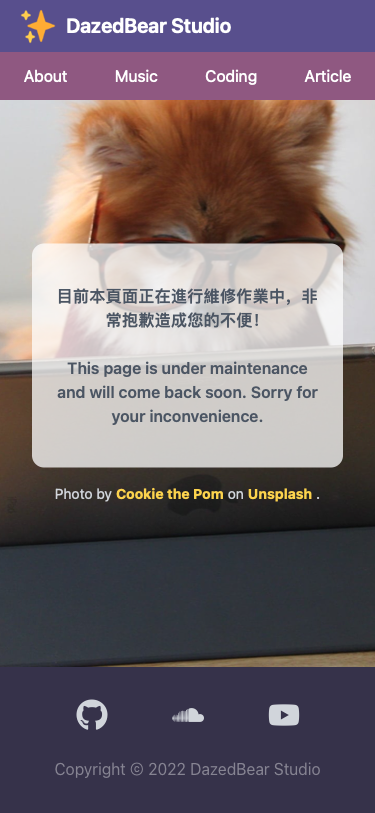 DazedBear Studio
About Music Coding Article
目前本頁面正在進行維修作業中，非
常抱歉造成您的不便！
This page is under maintenance
and will come back soon. Sorry for
your inconvenience.
Photo by Cookie the Pom on Unsplash .
Copyright © 2022 DazedBear Studio